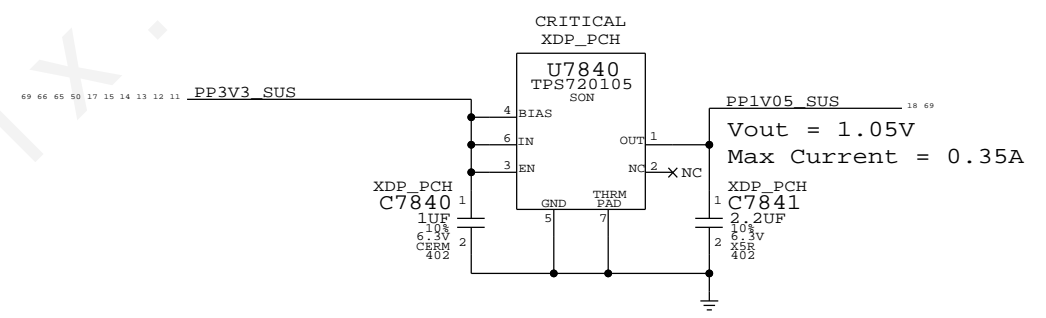 CRITICAL
XDP_PCH
U7840
TPS720105
SON
69 66 65 50 17 15 14 13 12 11 PP3V3_SUS
PP1V05_SUS 18 69
4 BIAS
Vout = 1.05V
6 IN
OUT 1
Max Current = 0.35A
3 EN
NC 2 NC
XDP_PCH
C7840 1
1UF
10%
6.3V
CERM 2
402
THRM
GND PAD
5 7
XDP_PCH
1 C7841
2.2UF
10%
6.3V
2 X5R
402